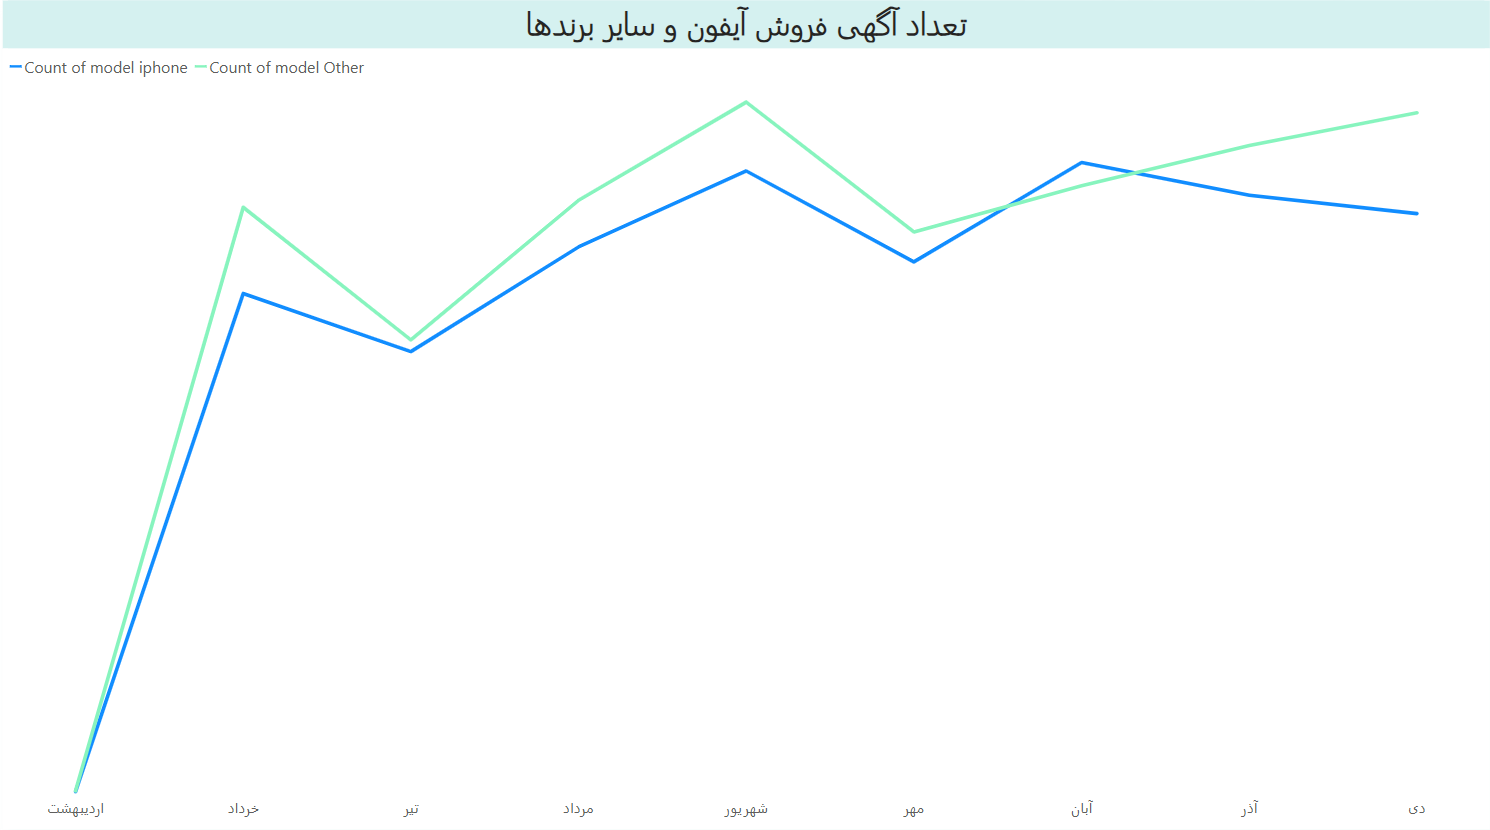 تعداد آگهی فروش آیفون و سایر برندها
Count of model iphone Count of model Other
اردیبهشت خرداد تیر مرداد شهریور مهر آبان آذر دی